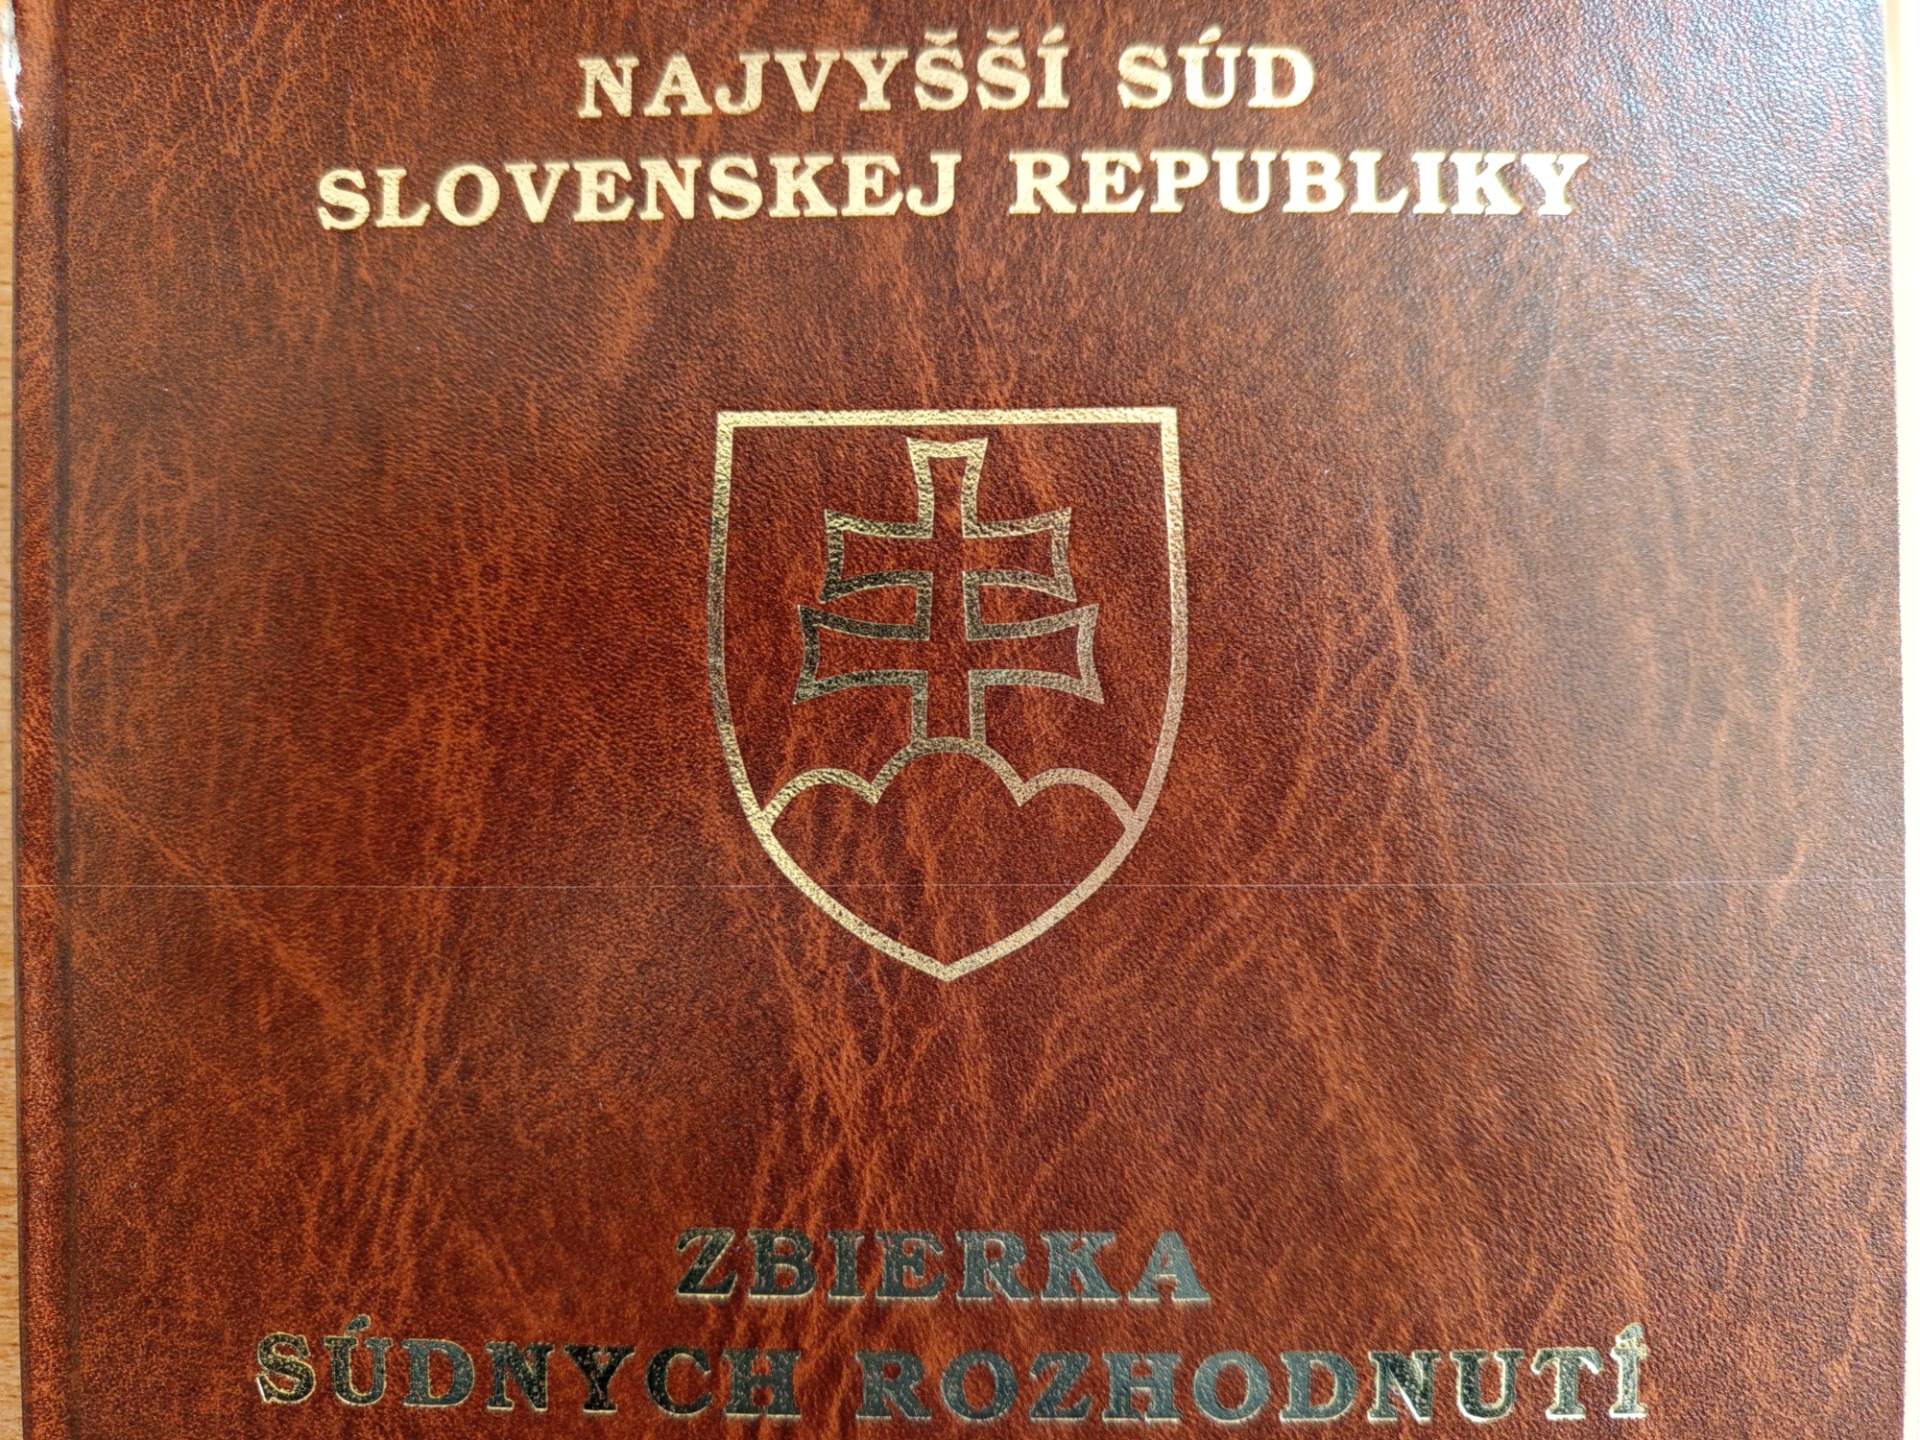 NAJVYŠŠÍ SÚD
SLOVENSKEJ REPUBLIKY
ZBIERKA
SÚDNYCH ROZHODNUTÍ